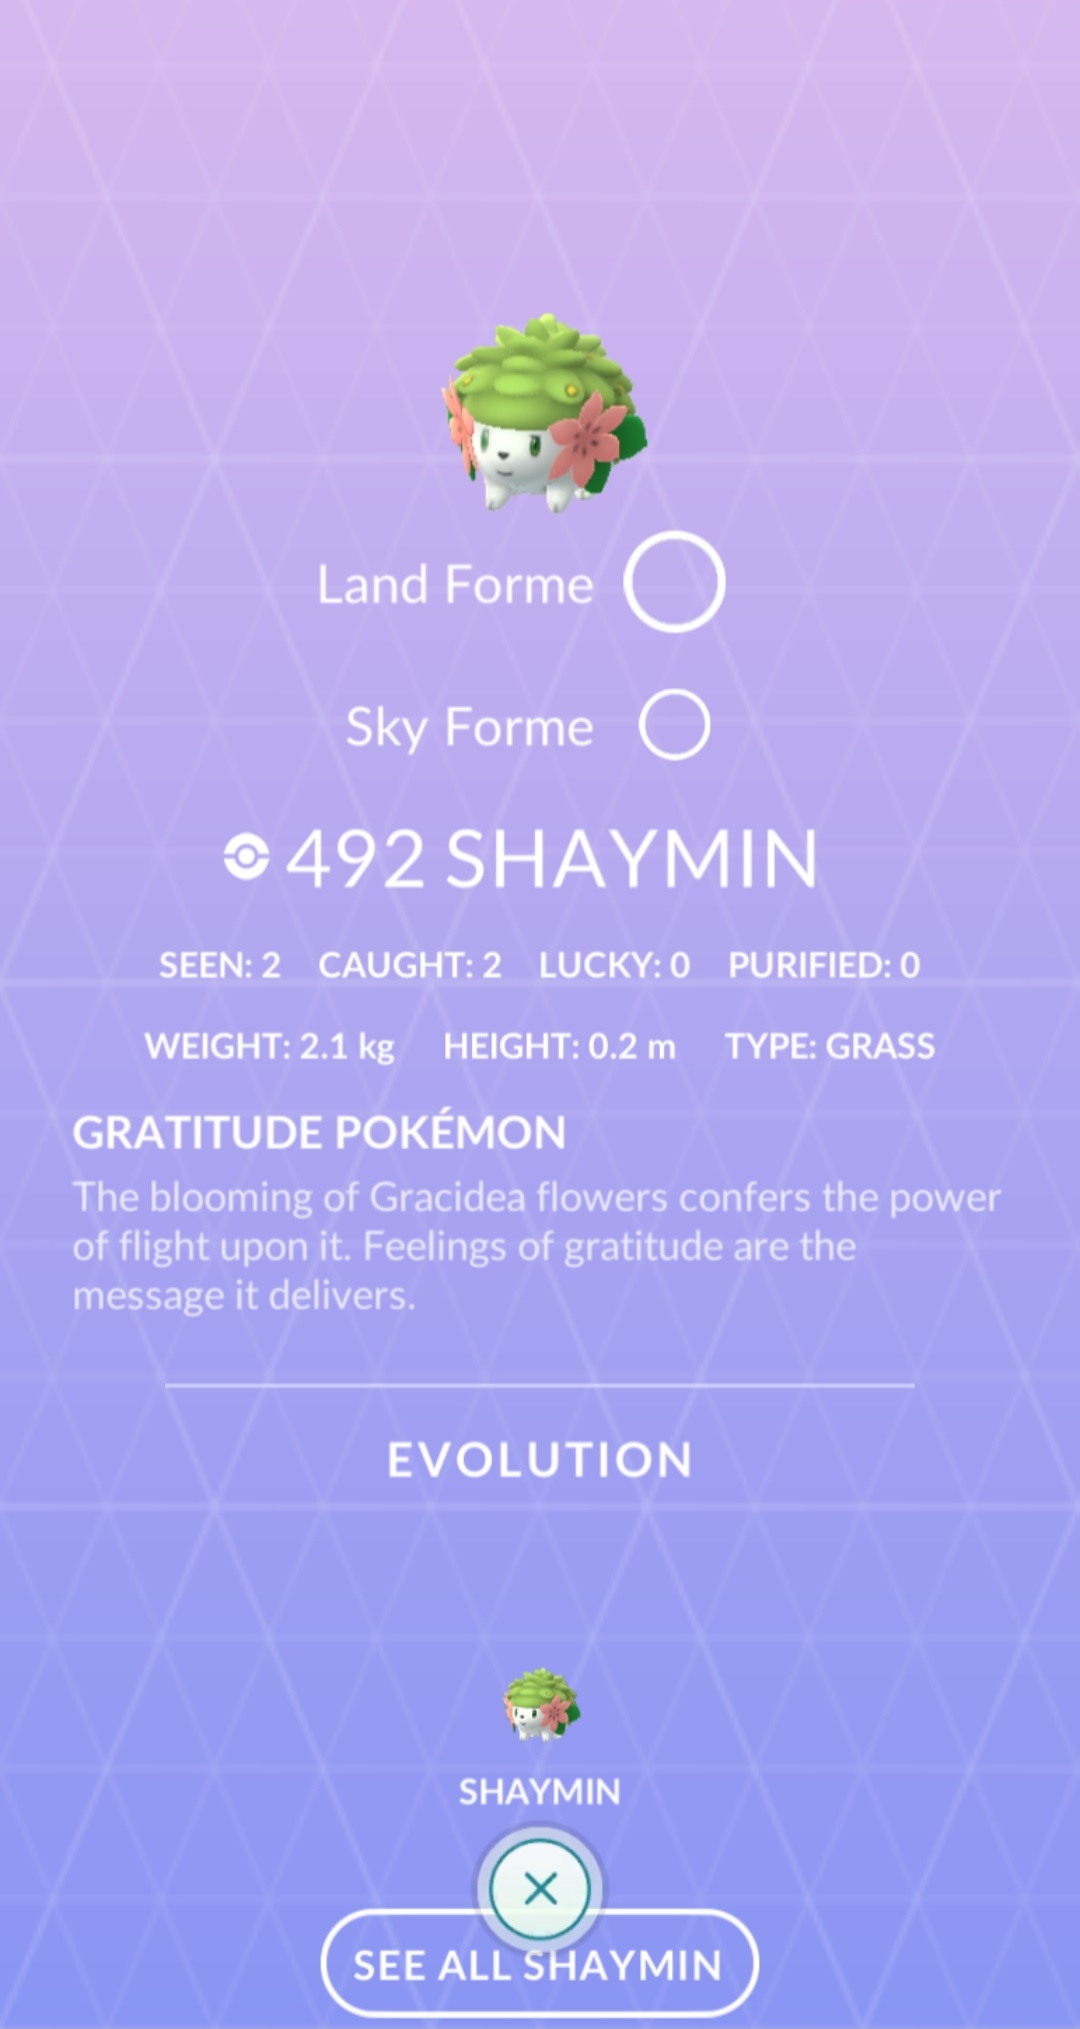 Land Forme
Sky Forme
492 SHAYMIN
SEEN: 2 CAUGHT: 2 LUCKY: 0 PURIFIED: 0
WEIGHT: 2.1 kg HEIGHT: 0.2 m TYPE: GRASS
GRATITUDE POKÉMON
The blooming of Gracidea flowers confers the power
of flight upon it. Feelings of gratitude are the
message it delivers.
EVOLUTION
SHAYMIN
SEE ALL SHAYMIN